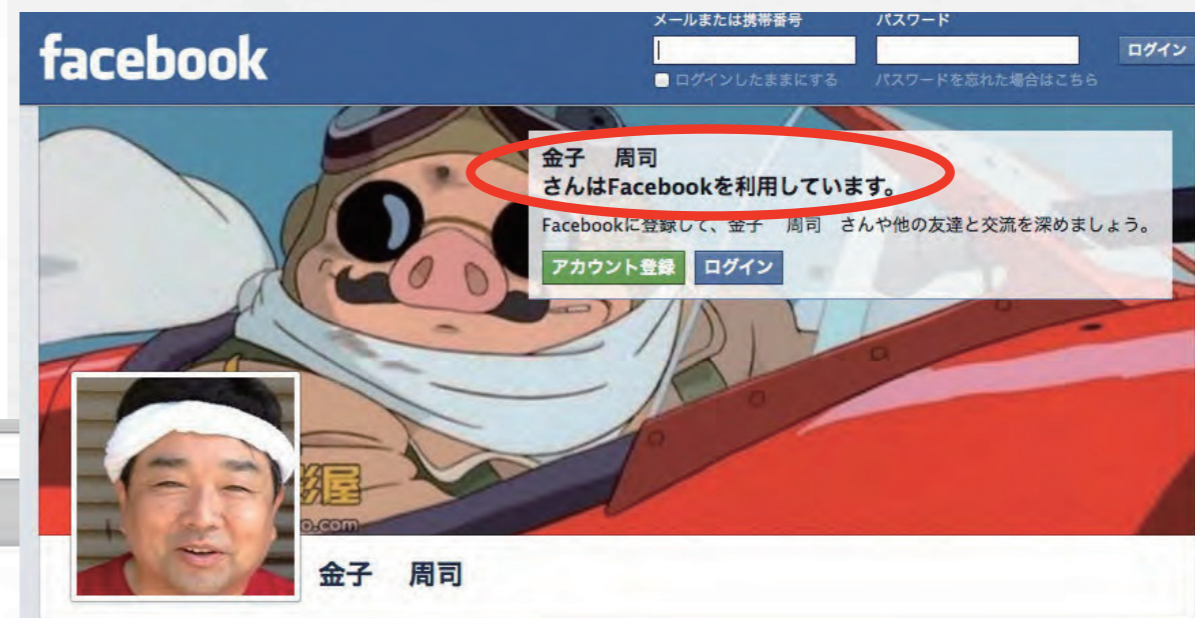 facebook
メールまたは携帯番号
パスワード
ログイン
ログインしたままにする
パスワードを忘れた場合はこちら
金子　周司
さんはFacebookを利用しています。
Facebookに登録して、金子　周司　さんや他の友達と交流を深めましょう。
アカウント登録
ログイン
屋
o.com
金子　周司